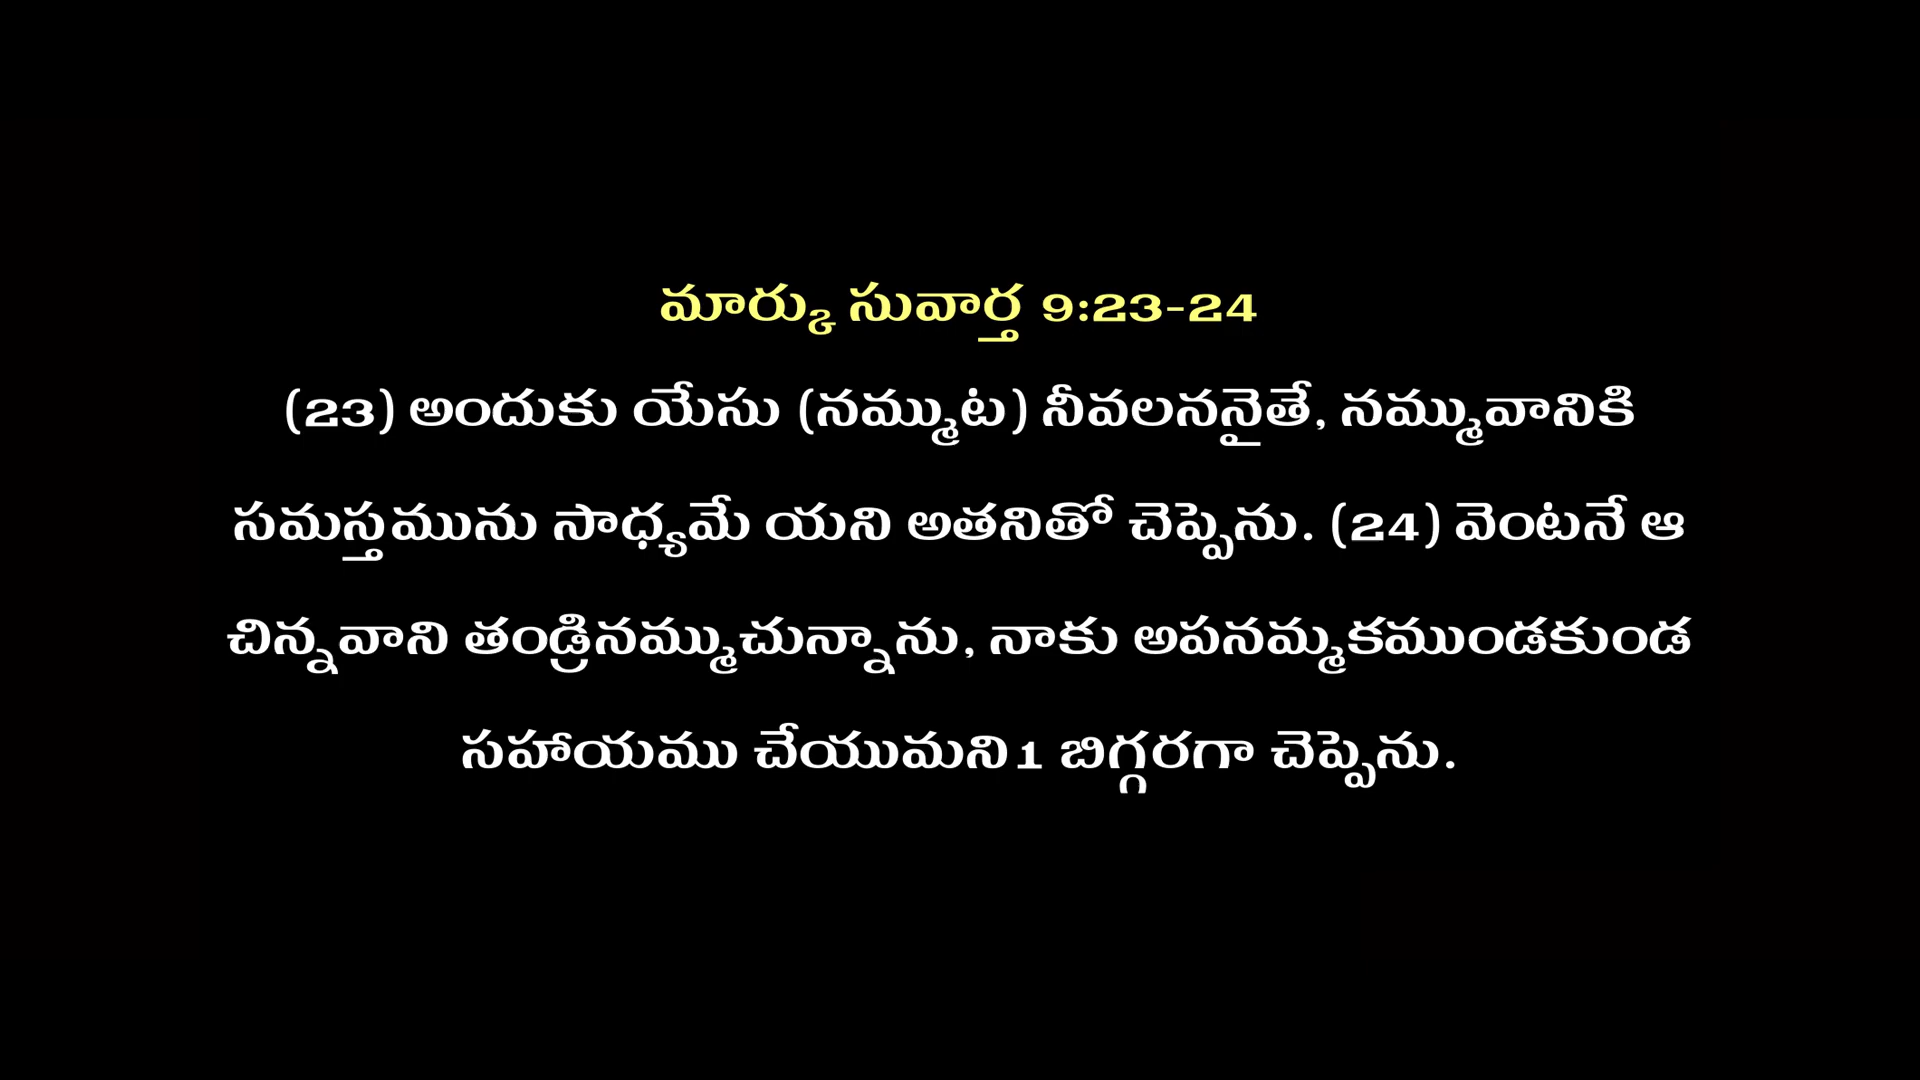 మార్కు సువార్త 9:23-24
(23) అందుకు యేసు (నమ్ముట) నీవలననైతే, నమ్మువానికి
సమస్తమును సాధ్యమే యని అతనితో చెప్పెను. (24) వెంటనే ఆ
చిన్నవాని తండ్రినమ్ముచున్నాను, నాకు అపనమ్మకముండకుండ
సహాయము చేయుమని1 బిగ్గరగా చెప్పెను.